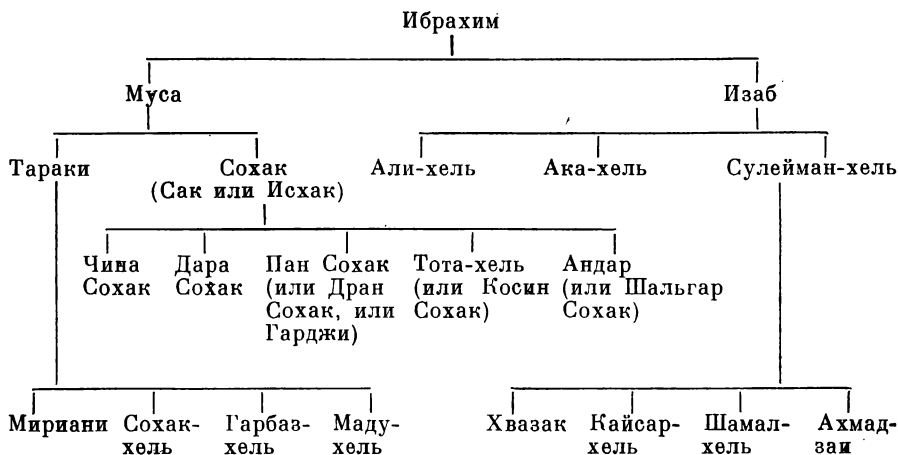 Ибрахим
Муса Изаб
Тараки Сохак Али-хель Ака-хель Сулейман-хель
(Сак или Исхак)
Чина Дара Пан Сохак Тота-хель Андар
Сохак Сохак (или Дран (или Косин (или Шальгар
Сохак, или Сохак) Сохак)
Гарджи)
Мириани Сохак- Гарбаз- Маду- Хвазак Кайсар- Шамал- Ахмад-
хель хель хель хель хель заи